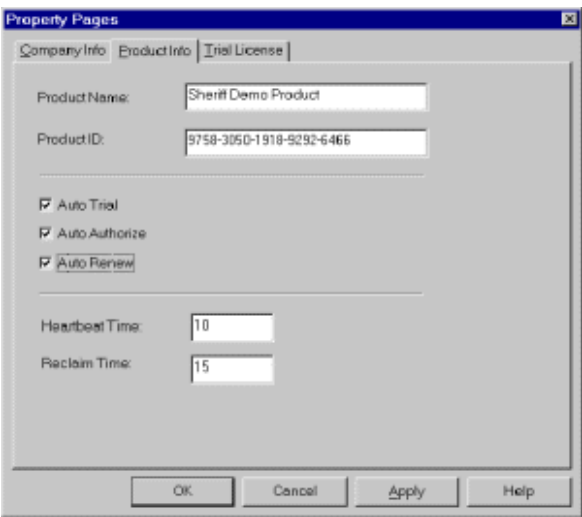 Property Pages
Company Info Product Info Trial License
Product Name: Sheriff Demo Product
Product ID: 9758-3050-1918-9292-6466
Auto Trial
Auto Authorize
Auto Renew
Heartbeat Time: 10
Reclaim Time: 15
OK Cancel Apply Help